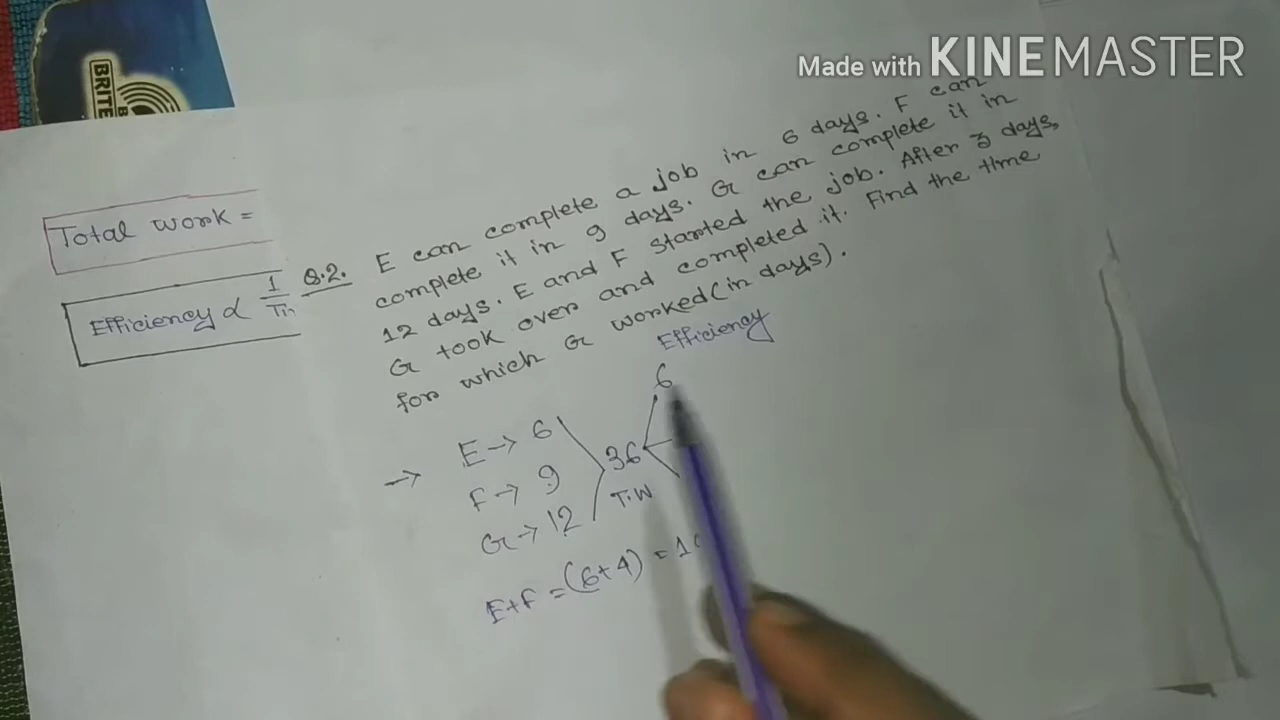 Made with KINEMASTER
BRITE
Total work =
Efficiency ∝ 1/Tim
Q.2. E can complete a job in 6 days. F can
complete it in 9 days. G can complete it in
12 days. E and F started the job. After 3 days,
G took over and completed it. Find the time
for which G worked (in days).
Efficiency
6
E → 6
→ 36
F → 9
T.W
G → 12
E+F = (6+4) = 10